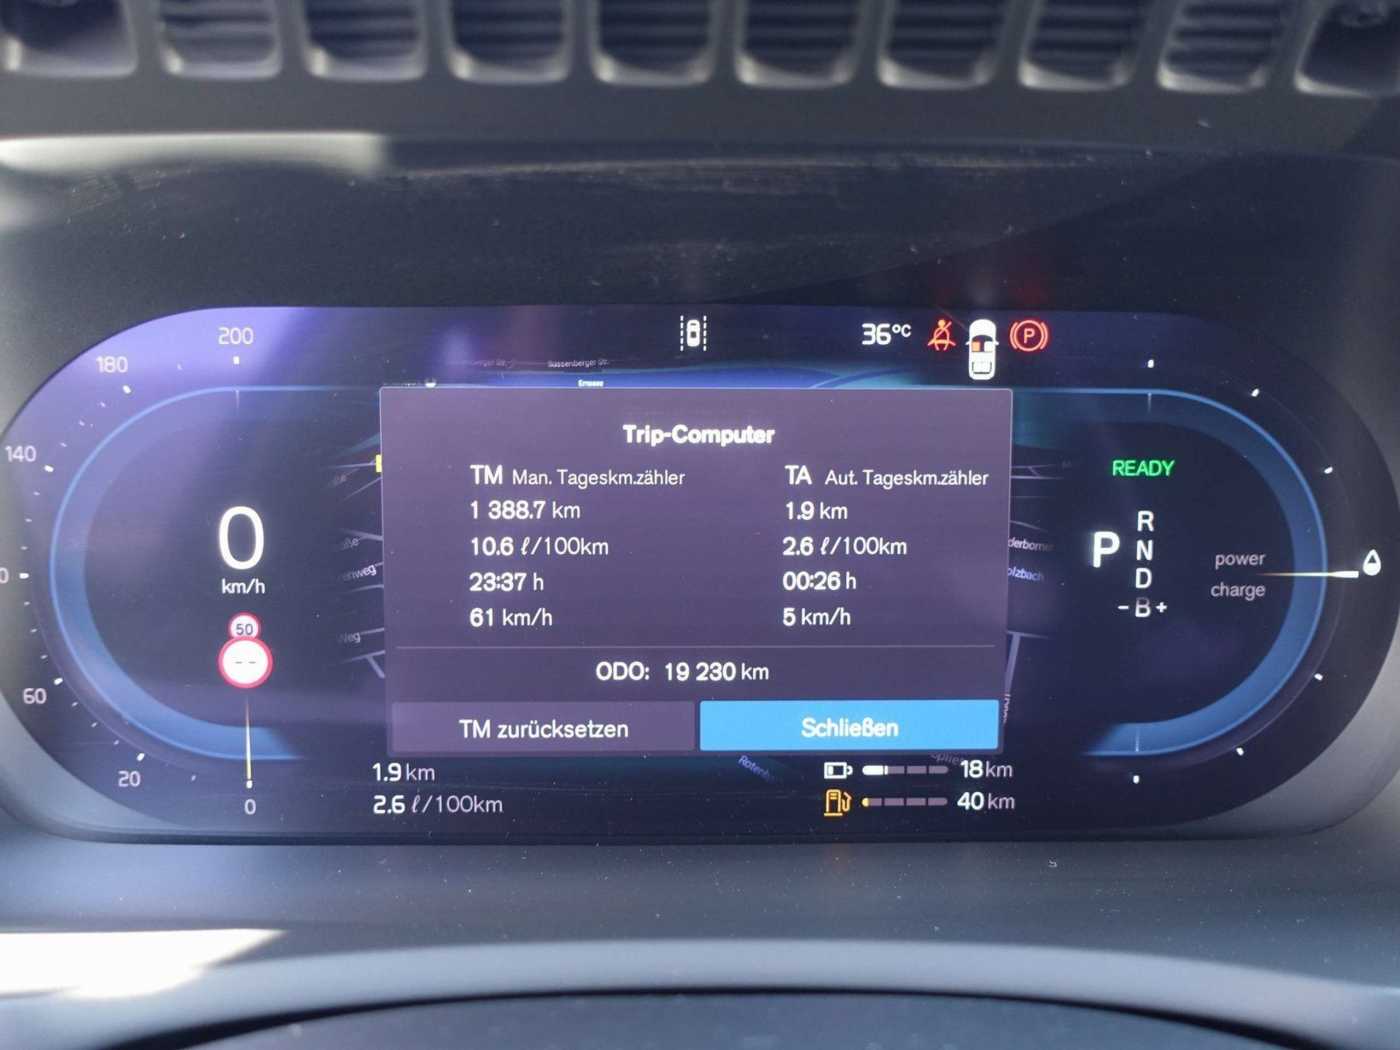 200
180
140
60
20
0
36°C
Süssenberger Str.
Trip-Computer
TM Man. Tageskm.zähler
1 388.7 km
10.6 ℓ/100km
23:37 h
61 km/h
TA Aut. Tageskm.zähler
1.9 km
2.6 ℓ/100km
00:26 h
5 km/h
ODO: 19 230 km
TM zurücksetzen
Schließen
0
km/h
50
--
READY
P
R
N
D
-B+
power
charge
1.9 km
2.6 ℓ/100km
18 km
40 km